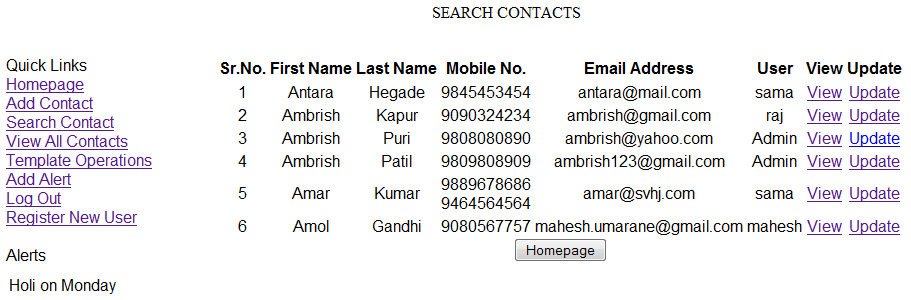 SEARCH CONTACTS
Quick Links
Homepage
Add Contact
Search Contact
View All Contacts
Template Operations
Add Alert
Log Out
Register New User
Alerts
Holi on Monday
Sr.No. First Name Last Name Mobile No. Email Address User View Update
1 Antara Hegade 9845453454 antara@mail.com sama View Update
2 Ambrish Kapur 9090324234 ambrish@gmail.com raj View Update
3 Ambrish Puri 9808080890 ambrish@yahoo.com Admin View Update
4 Ambrish Patil 9809808909 ambrish123@gmail.com Admin View Update
5 Amar Kumar 9889678686 9464564564 amar@svhj.com sama View Update
6 Amol Gandhi 9080567757 mahesh.umarane@gmail.com mahesh View Update
Homepage